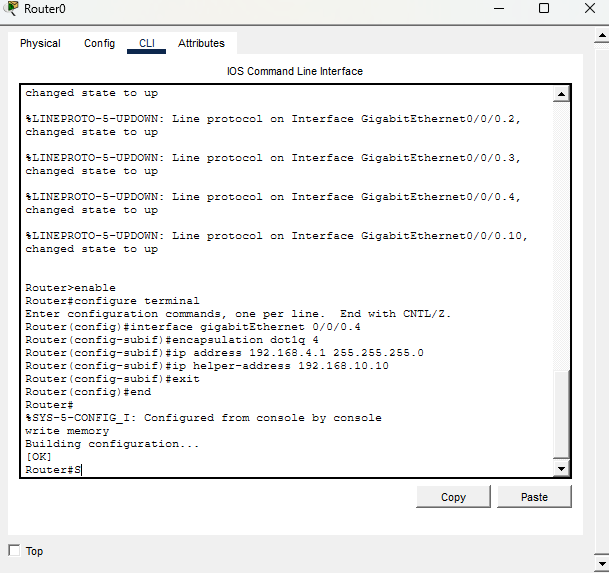 Router0
Physical Config CLI Attributes
IOS Command Line Interface
changed state to up
%LINEPROTO-5-UPDOWN: Line protocol on Interface GigabitEthernet0/0/0.2,
changed state to up
%LINEPROTO-5-UPDOWN: Line protocol on Interface GigabitEthernet0/0/0.3,
changed state to up
%LINEPROTO-5-UPDOWN: Line protocol on Interface GigabitEthernet0/0/0.4,
changed state to up
%LINEPROTO-5-UPDOWN: Line protocol on Interface GigabitEthernet0/0/0.10,
changed state to up
Router>enable
Router#configure terminal
Enter configuration commands, one per line.  End with CNTL/Z.
Router(config)#interface gigabitEthernet 0/0/0.4
Router(config-subif)#encapsulation dot1q 4
Router(config-subif)#ip address 192.168.4.1 255.255.255.0
Router(config-subif)#ip helper-address 192.168.10.10
Router(config-subif)#exit
Router(config)#end
Router#
%SYS-5-CONFIG_I: Configured from console by console
write memory
Building configuration...
[OK]
Router#S
Copy Paste
Top